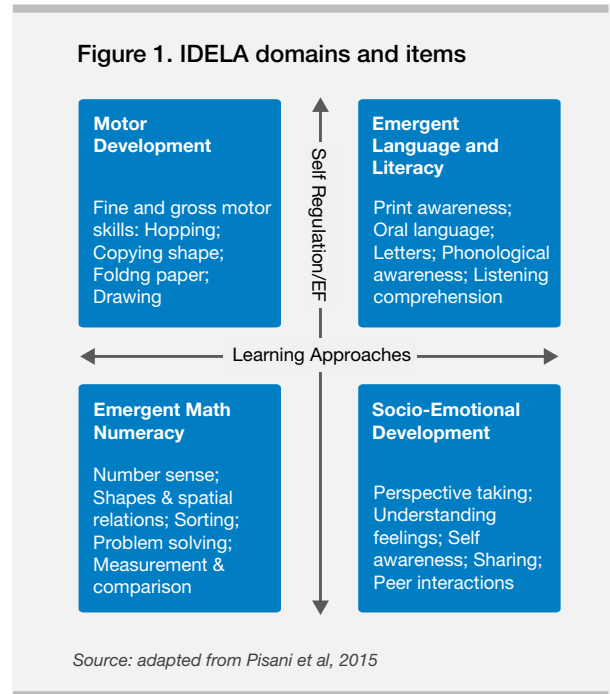 Figure 1. IDELA domains and items
Motor
Development
Fine and gross motor
skills: Hopping;
Copying shape;
Foldng paper;
Drawing
Self Regulation/EF
Emergent
Language and
Literacy
Print awareness;
Oral language;
Letters; Phonological
awareness; Listening
comprehension
Learning Approaches
Emergent Math
Numeracy
Number sense;
Shapes & spatial
relations; Sorting;
Problem solving;
Measurement &
comparison
Socio-Emotional
Development
Perspective taking;
Understanding
feelings; Self
awareness; Sharing;
Peer interactions
Source: adapted from Pisani et al, 2015